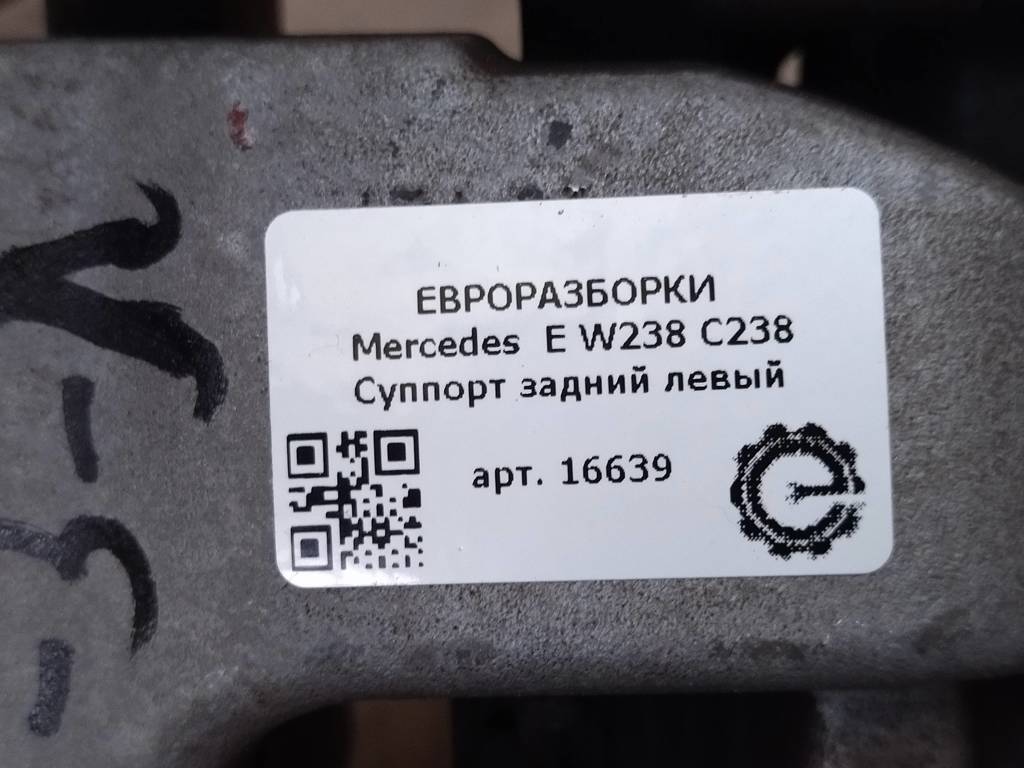 ЕВРОРАЗБОРКИ
Mercedes E W238 C238
Суппорт задний левый
арт. 16639